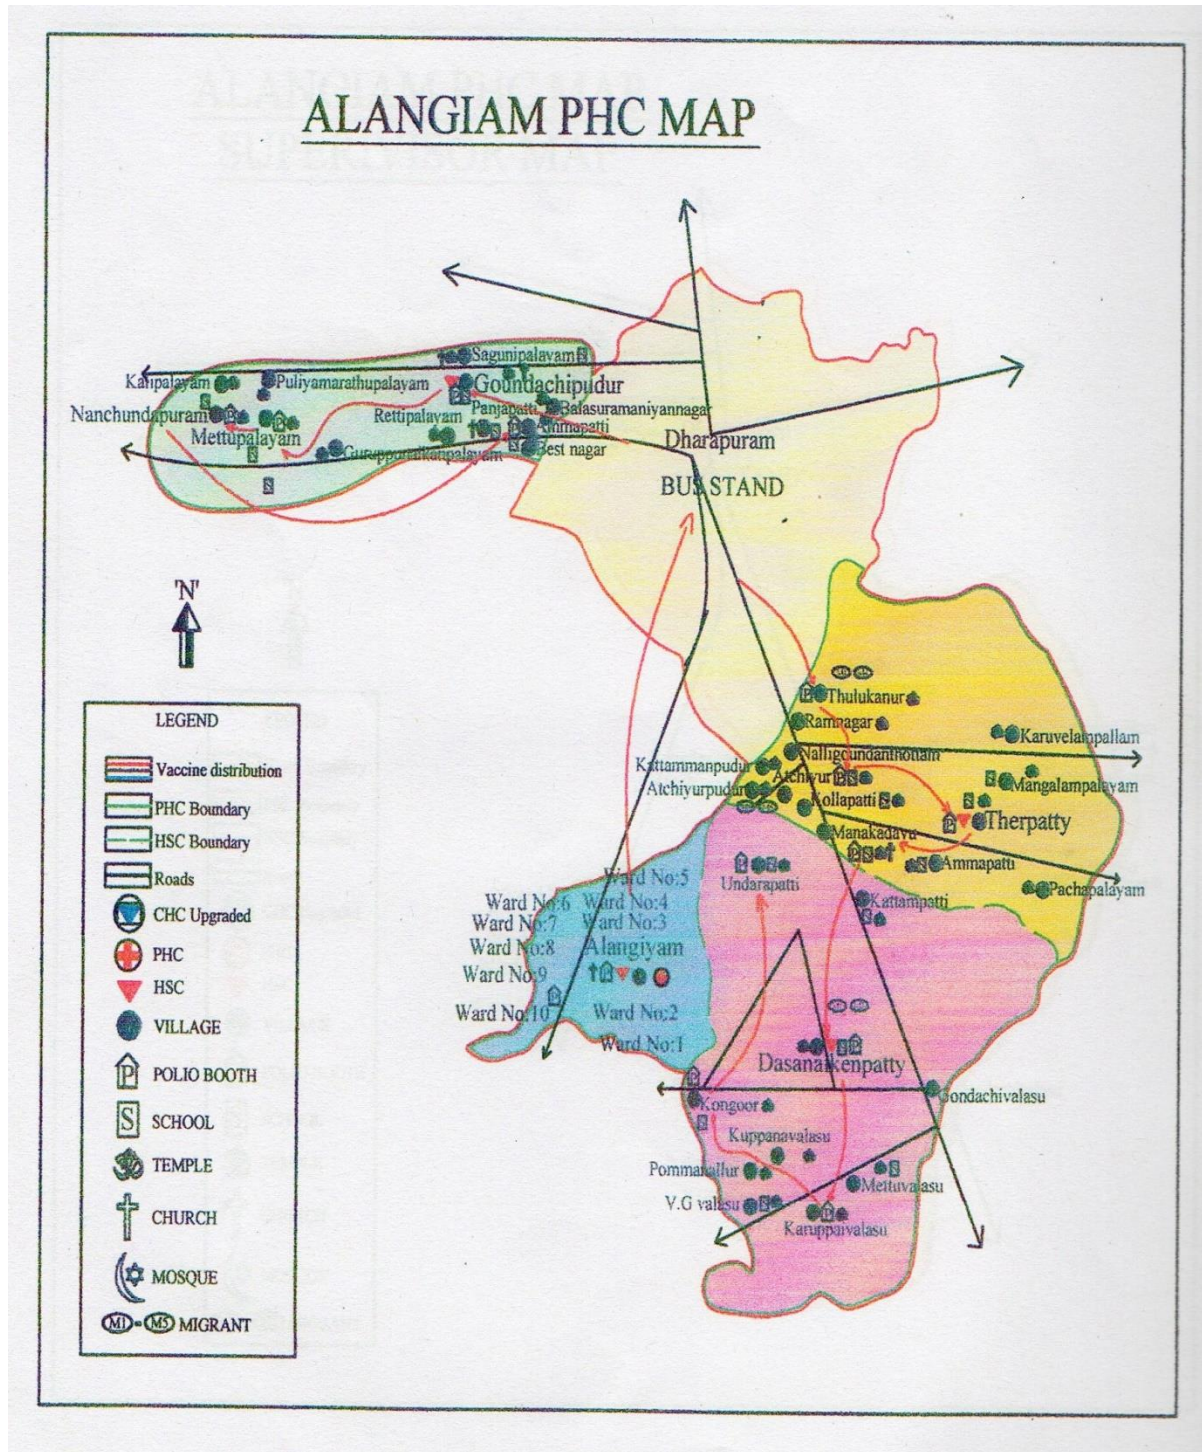 ALANGIAM PHC MAP
Sagunipalayam S
Katipalayam
Puliyamarathupalayam
Goundachipudur
S
P S
Nanchundapuram
P
Rettipalayam
Panjapatti
Balasuramaniyannagar
Mettupalayam
P
S
P
Ammapatti
S
S
Best nagar
S
Dharapuram
BUS STAND
'N'
P
Thulukanur
Ramnagar
Nalligoundanthottam
Karuvelampallam
Kattammanpudur
Atchiyur P S
Atchiyurpudur
S
Mangalampalayam
Kollapatti S
S
P
Therpatty
Manakadavu
P S
S
Ammapatti
P
S
Undarapatti
Pachapalayam
Kattampatti
S
Ward No:5
Ward No:6 Ward No:4
Ward No:7 Ward No:3
Ward No:8 Alangiyam
Ward No:9 P
P
Ward No:10 Ward No:2
Ward No:1
S P
Dasanaikenpatty
P
Kongoor
S
Gondachivalasu
Kuppanavalasu
Pommanallur
S
Mettuvalasu
V.G valasu S
P
Karuppaivalasu
LEGEND
Vaccine distribution
PHC Boundary
HSC Boundary
Roads
CHC Upgraded
PHC
HSC
VILLAGE
P POLIO BOOTH
S SCHOOL
TEMPLE
CHURCH
MOSQUE
M1 - M5 MIGRANT